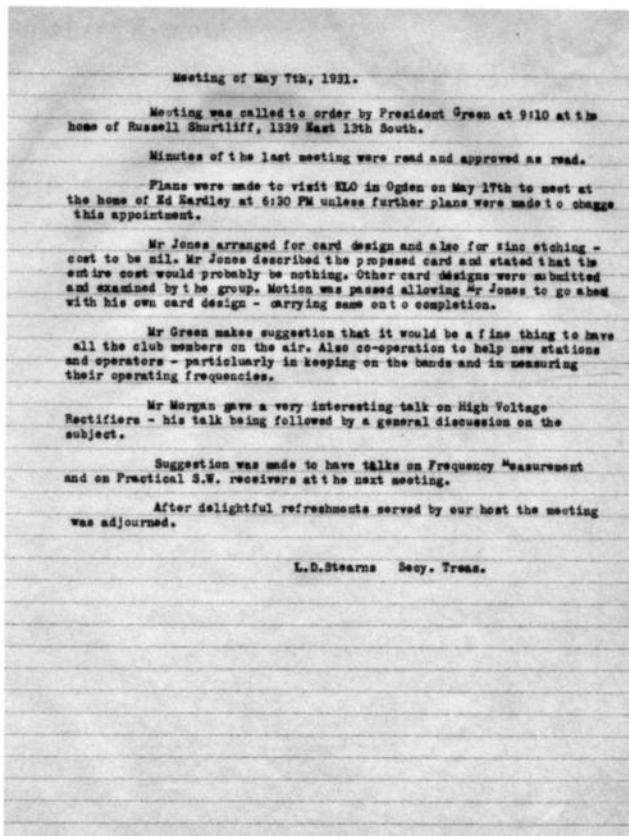 Meeting of May 7th, 1931.
Meeting was called to order by President Green at 9:10 at the
home of Russell Shurtliff, 1339 East 13th South.
Minutes of the last meeting were read and approved as read.
Plans were made to visit KLO in Ogden on May 17th to meet at
the home of Ed Eardley at 6:30 PM unless further plans were made to change
this appointment.
Mr Jones arranged for card design and also for zinc etching -
cost to be nil. Mr Jones described the proposed card and stated that the
entire cost would probably be nothing. Other card designs were submitted
and examined by the group. Motion was passed allowing Mr Jones to go ahead
with his own card design - carrying same onto completion.
Mr Green makes suggestion that it would be a fine thing to have
all the club members on the air. Also co-operation to help new stations
and operators - particluarly in keeping on the bands and in measuring
their operating frequencies.
Mr Morgan gave a very interesting talk on High Voltage
Rectifiers - his talk being followed by a general discussion on the
subject.
Suggestion was made to have talks on Frequency Measurement
and on Practical S.W. receivers at the next meeting.
After delightful refreshments served by our host the meeting
was adjourned.
L.D.Stearns Secy. Treas.